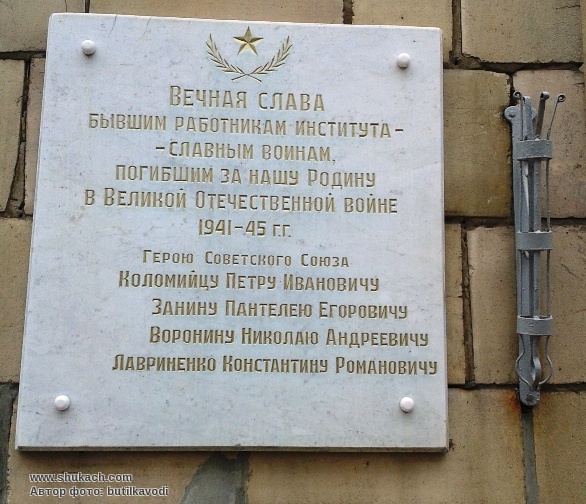 Вечная слава
бывшим работникам института-
-славным воинам,
погибшим за нашу Родину
в Великой Отечественной войне
1941-45 г.г.
Герою Советского Союза
Коломийцу Петру Ивановичу
Занину Пантелею Егоровичу
Воронину Николаю Андреевичу
Лавриненко Константину Романовичу
www.shukach.com
Автор фото: butilkavodi